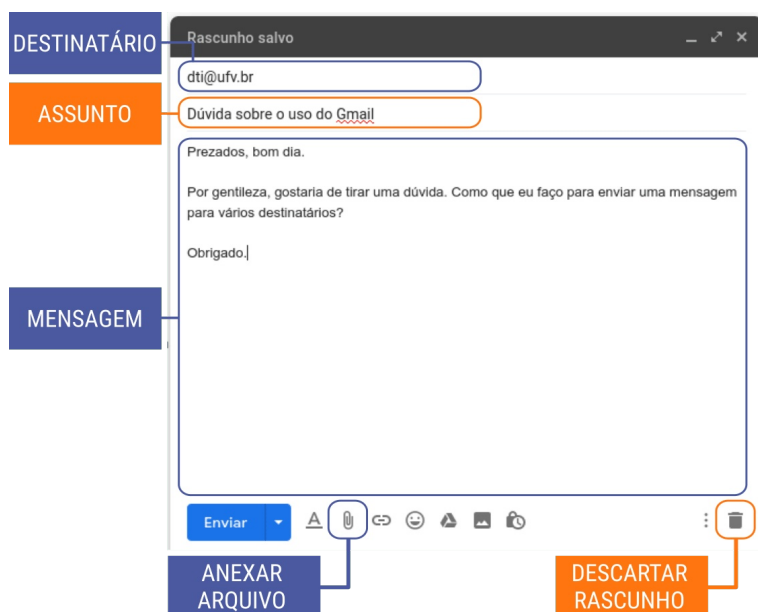 DESTINATÁRIO
Rascunho salvo
dti@ufv.br
ASSUNTO
Dúvida sobre o uso do Gmail
Prezados, bom dia.
Por gentileza, gostaria de tirar uma dúvida. Como que eu faço para enviar uma mensagem
para vários destinatários?
Obrigado.
MENSAGEM
Enviar
A
ANEXAR
ARQUIVO
DESCARTAR
RASCUNHO